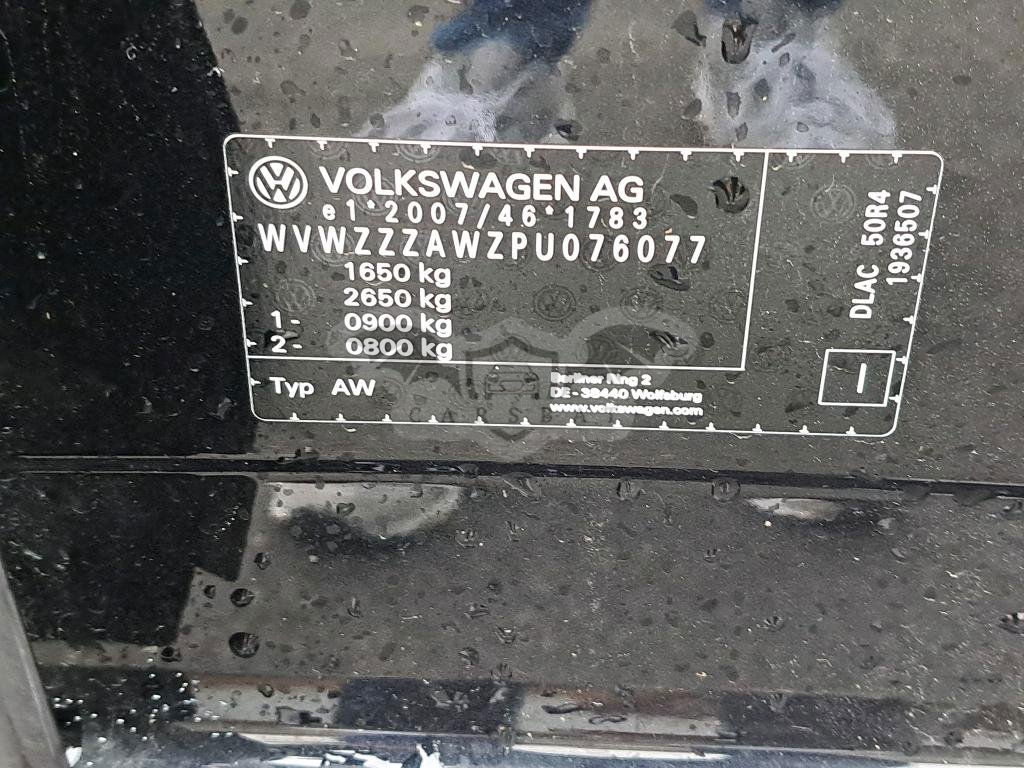 VOLKSWAGEN AG
e1*2007/46*1783
WVWZZZAWZPU076077
1650 kg
2650 kg
1- 0900 kg
2- 0800 kg
Typ AW
Berliner Ring 2
DE - 38440 Wolfsburg
www.volkswagen.com
DLAC 50R4
1936507
I